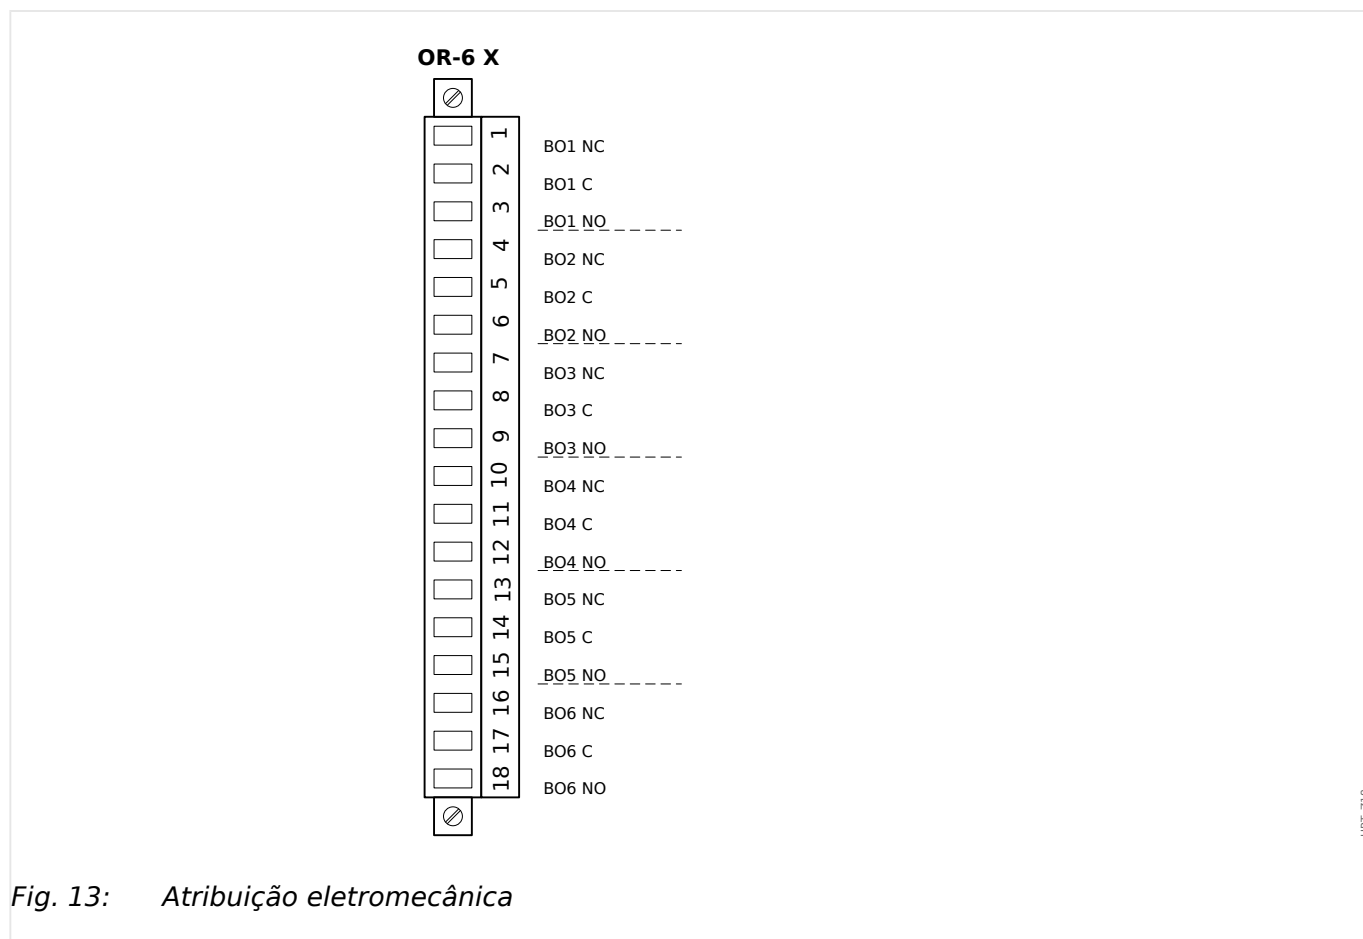 OR-6 X
1 BO1 NC
2 BO1 C
3 BO1 NO
4 BO2 NC
5 BO2 C
6 BO2 NO
7 BO3 NC
8 BO3 C
9 BO3 NO
10 BO4 NC
11 BO4 C
12 BO4 NO
13 BO5 NC
14 BO5 C
15 BO5 NO
16 BO6 NC
17 BO6 C
18 BO6 NO
Fig. 13: Atribuição eletromecânica